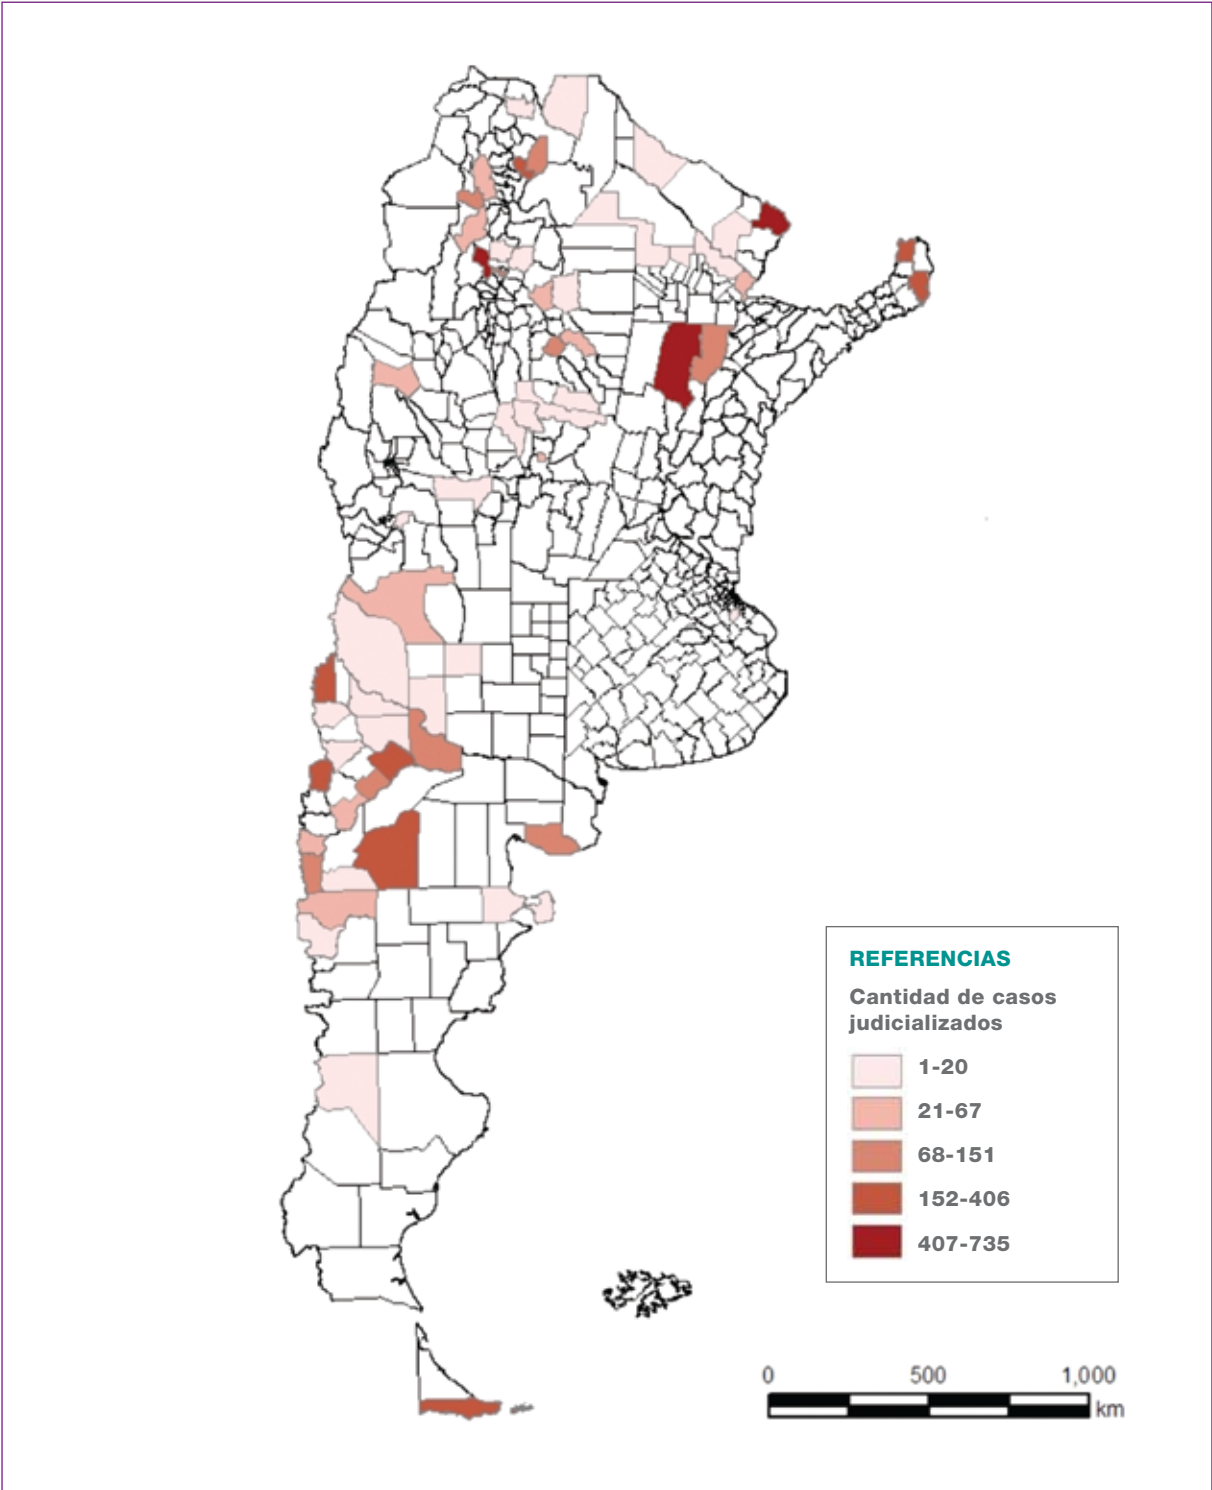 REFERENCIAS
Cantidad de casos
judicializados
1-20
21-67
68-151
152-406
407-735
0 500 1,000
km